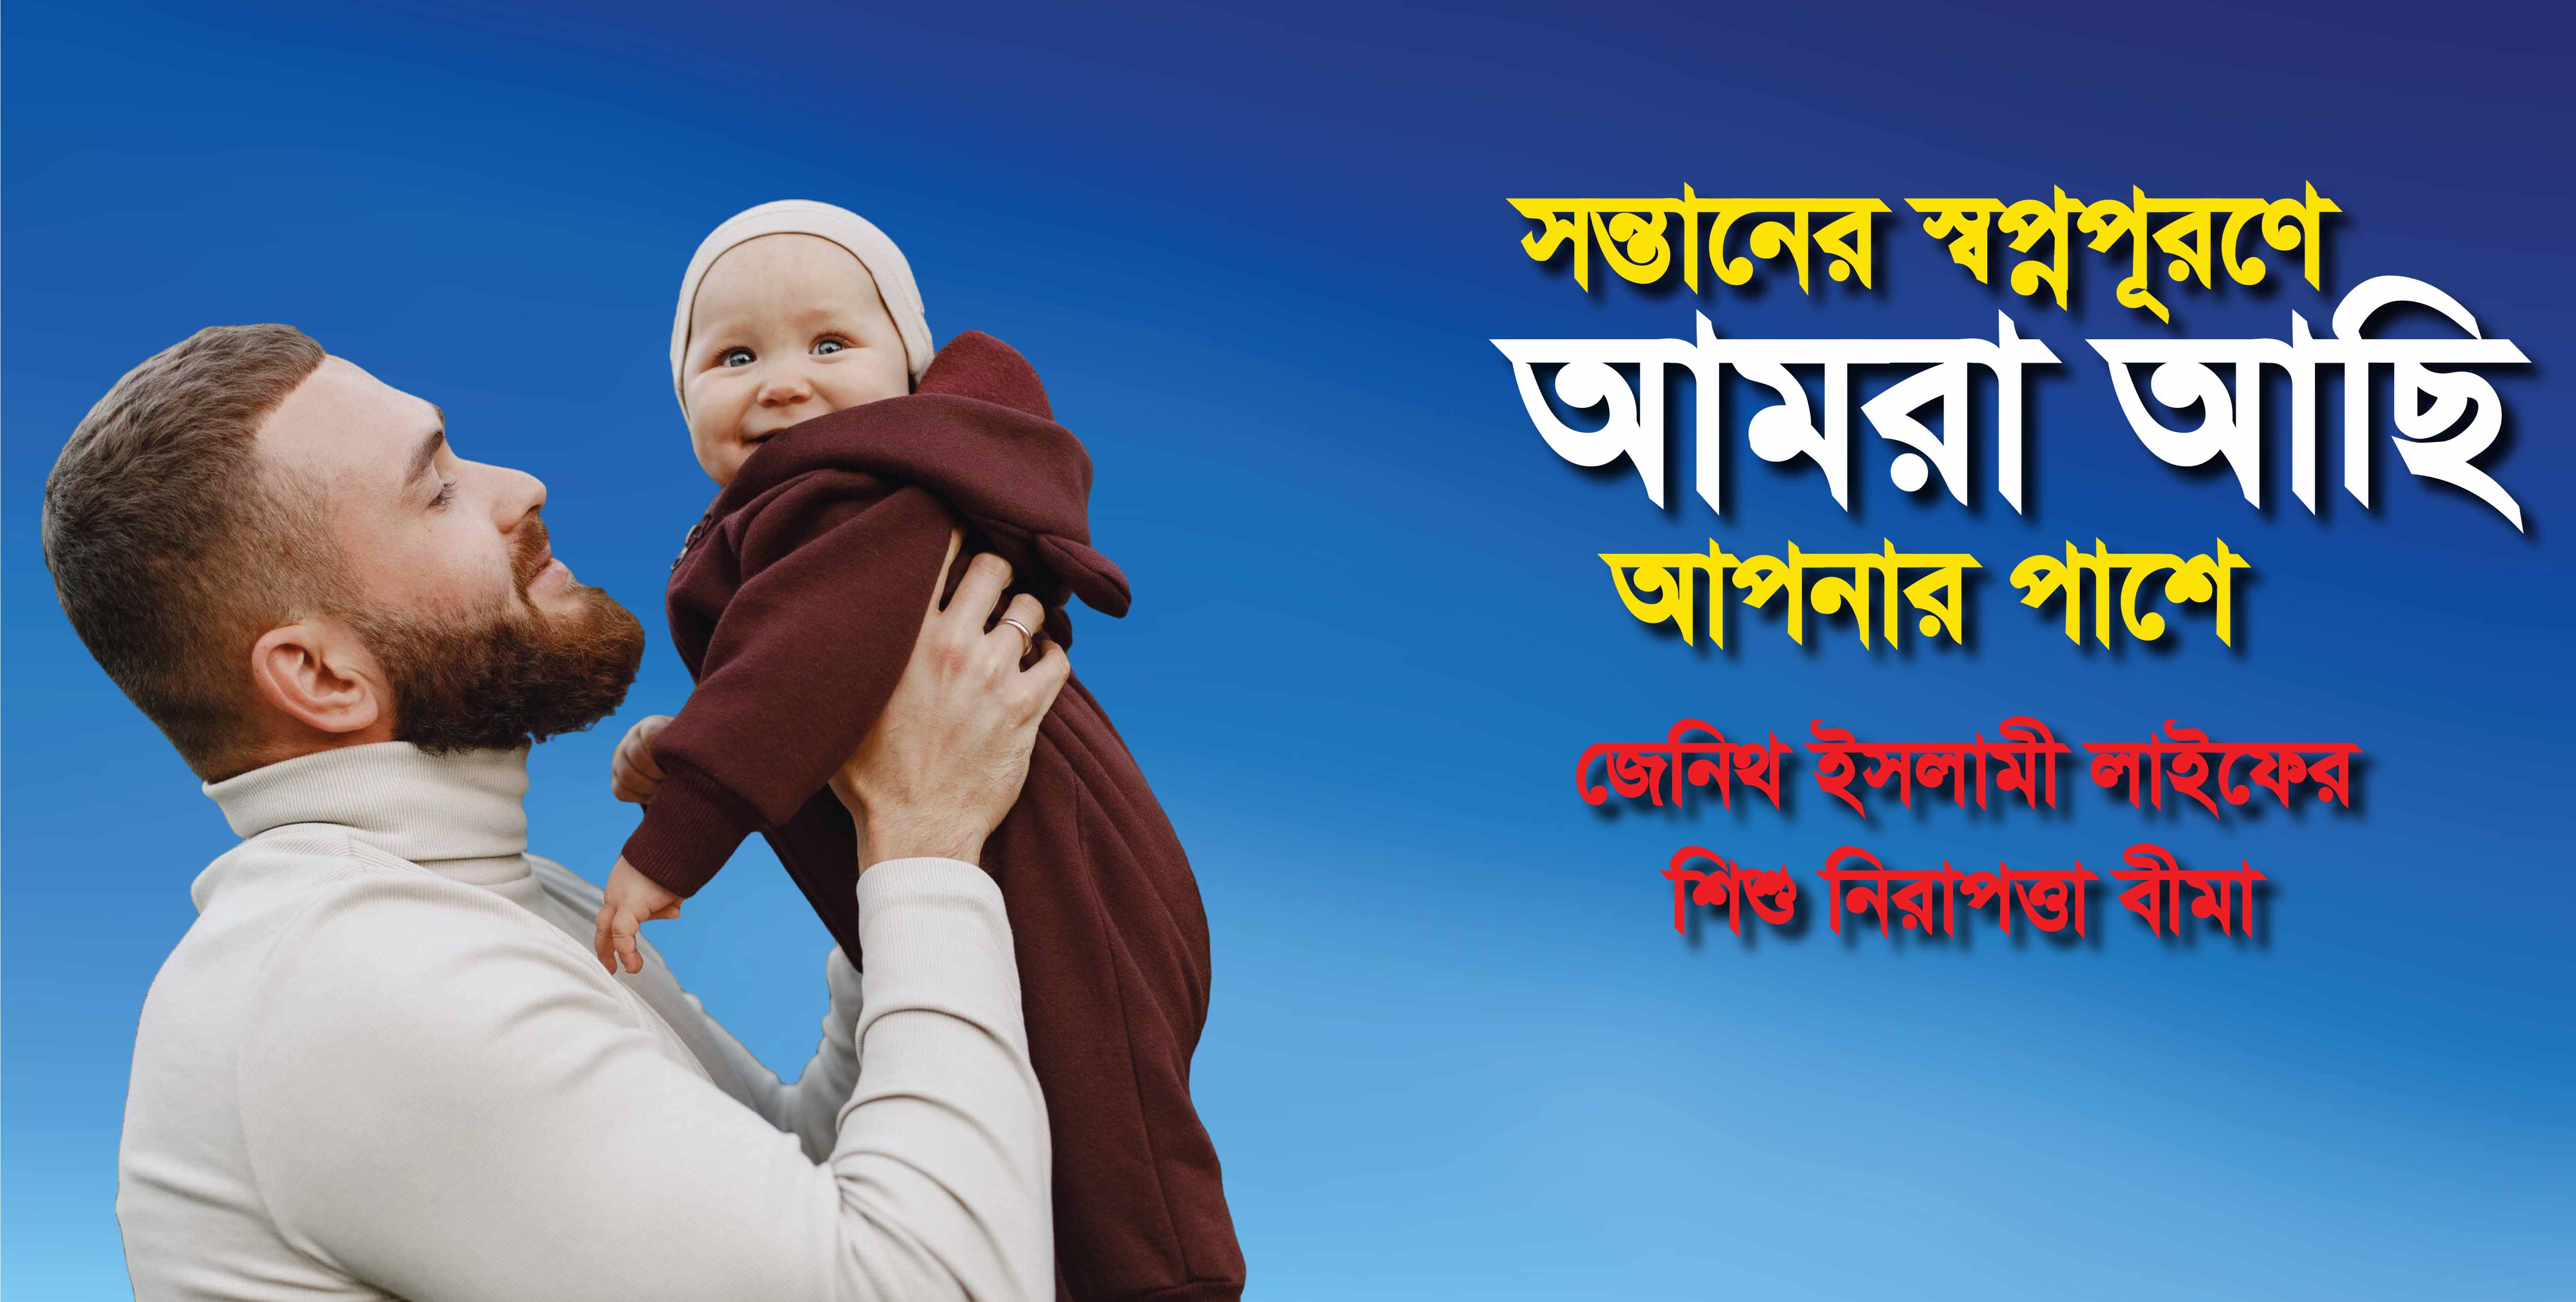 সন্তানের স্বপ্নপূরণে
আমরা আছি
আপনার পাশে
জেনিথ ইসলামী লাইফের
শিশু নিরাপত্তা বীমা